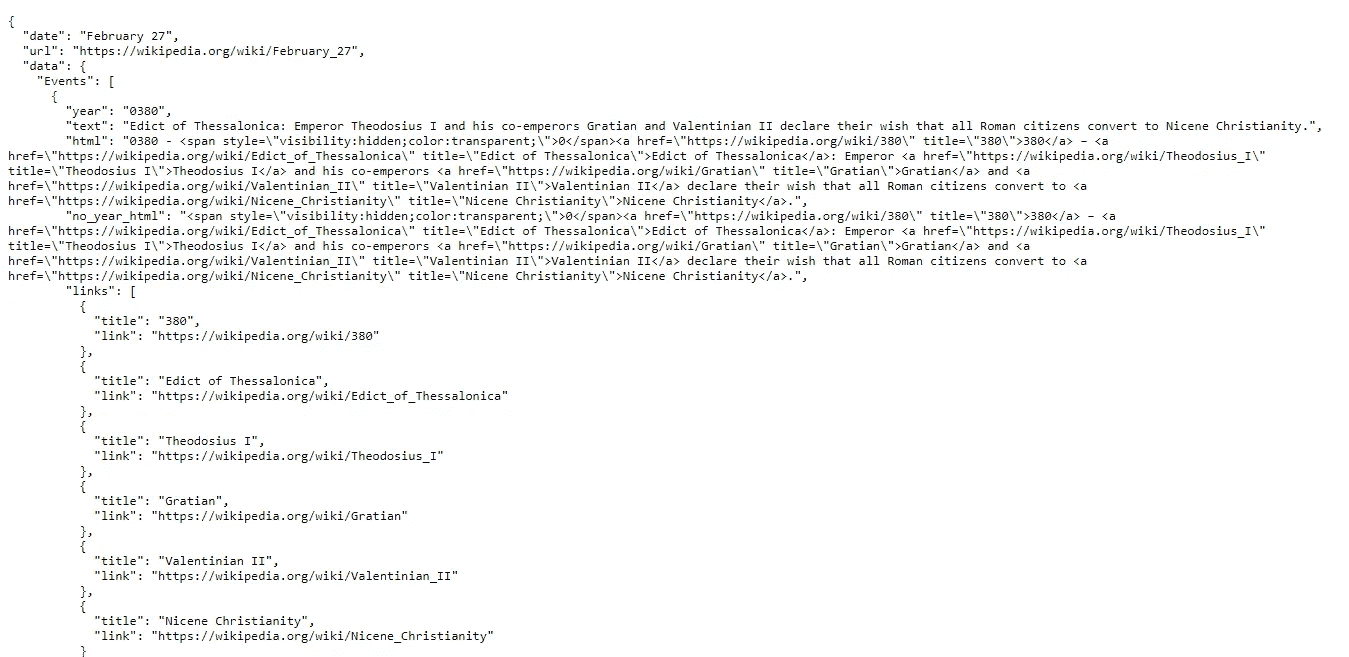 {
  "date": "February 27",
  "url": "https://wikipedia.org/wiki/February_27",
  "data": {
    "Events": [
      {
        "year": "0380",
        "text": "Edict of Thessalonica: Emperor Theodosius I and his co-emperors Gratian and Valentinian II declare their wish that all Roman citizens convert to Nicene Christianity.",
        "html": "0380 - <span style=\"visibility:hidden;color:transparent;\">0</span><a href=\"https://wikipedia.org/wiki/380\" title=\"380\">380</a> – <a
href=\"https://wikipedia.org/wiki/Edict_of_Thessalonica\" title=\"Edict of Thessalonica\">Edict of Thessalonica</a>: Emperor <a href=\"https://wikipedia.org/wiki/Theodosius_I\"
title=\"Theodosius I\">Theodosius I</a> and his co-emperors <a href=\"https://wikipedia.org/wiki/Gratian\" title=\"Gratian\">Gratian</a> and <a
href=\"https://wikipedia.org/wiki/Valentinian_II\" title=\"Valentinian II\">Valentinian II</a> declare their wish that all Roman citizens convert to <a
href=\"https://wikipedia.org/wiki/Nicene_Christianity\" title=\"Nicene Christianity\">Nicene Christianity</a>.",
        "no_year_html": "<span style=\"visibility:hidden;color:transparent;\">0</span><a href=\"https://wikipedia.org/wiki/380\" title=\"380\">380</a> – <a
href=\"https://wikipedia.org/wiki/Edict_of_Thessalonica\" title=\"Edict of Thessalonica\">Edict of Thessalonica</a>: Emperor <a href=\"https://wikipedia.org/wiki/Theodosius_I\"
title=\"Theodosius I\">Theodosius I</a> and his co-emperors <a href=\"https://wikipedia.org/wiki/Gratian\" title=\"Gratian\">Gratian</a> and <a
href=\"https://wikipedia.org/wiki/Valentinian_II\" title=\"Valentinian II\">Valentinian II</a> declare their wish that all Roman citizens convert to <a
href=\"https://wikipedia.org/wiki/Nicene_Christianity\" title=\"Nicene Christianity\">Nicene Christianity</a>.",
        "links": [
          {
            "title": "380",
            "link": "https://wikipedia.org/wiki/380"
          },
          {
            "title": "Edict of Thessalonica",
            "link": "https://wikipedia.org/wiki/Edict_of_Thessalonica"
          },
          {
            "title": "Theodosius I",
            "link": "https://wikipedia.org/wiki/Theodosius_I"
          },
          {
            "title": "Gratian",
            "link": "https://wikipedia.org/wiki/Gratian"
          },
          {
            "title": "Valentinian II",
            "link": "https://wikipedia.org/wiki/Valentinian_II"
          },
          {
            "title": "Nicene Christianity",
            "link": "https://wikipedia.org/wiki/Nicene_Christianity"
          }